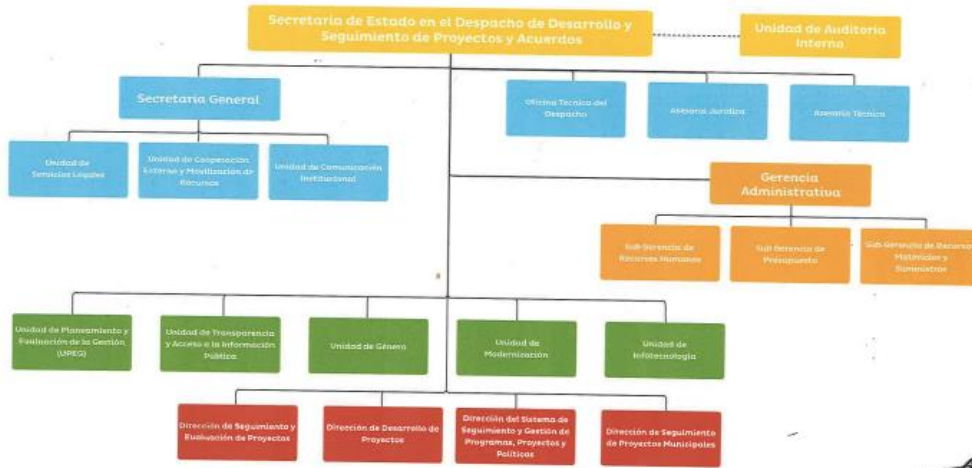 Secretaría de Estado en el Despacho de Desarrollo y
Seguimiento de Proyectos y Acuerdos
Unidad de Auditoría
Interna
Secretaría General
Oficina Técnica del
Despacho
Asesoría Jurídica
Asesoría Técnica
Unidad de
Servicios Legales
Unidad de Cooperación
Externa y Movilización de
Recursos
Unidad de Comunicación
Institucional
Gerencia
Administrativa
Sub Gerencia de
Recursos Humanos
Sub Gerencia de
Presupuesto
Sub Gerencia de Recursos
Materiales y
Suministros
Unidad de Planeamiento y
Evaluación de la Gestión
(UPEG)
Unidad de Transparencia
y Acceso a la Información
Pública
Unidad de Género
Unidad de
Modernización
Unidad de
Infotecnología
Dirección de Seguimiento y
Evaluación de Proyectos
Dirección de Desarrollo de
Proyectos
Dirección del Sistema de
Seguimiento y Gestión de
Programas, Proyectos y
Políticas
Dirección de Seguimiento
de Proyectos Municipales